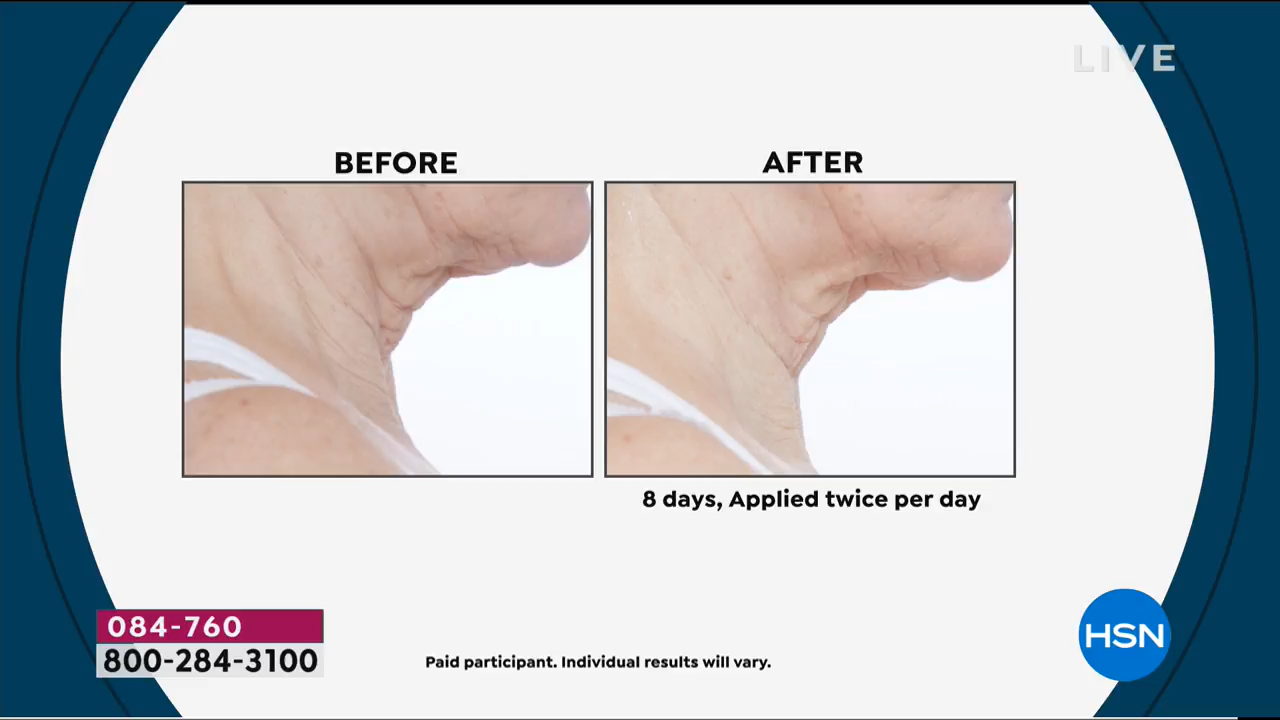 LIVE
BEFORE
AFTER
8 days, Applied twice per day
084-760
800-284-3100
Paid participant. Individual results will vary.
HSN